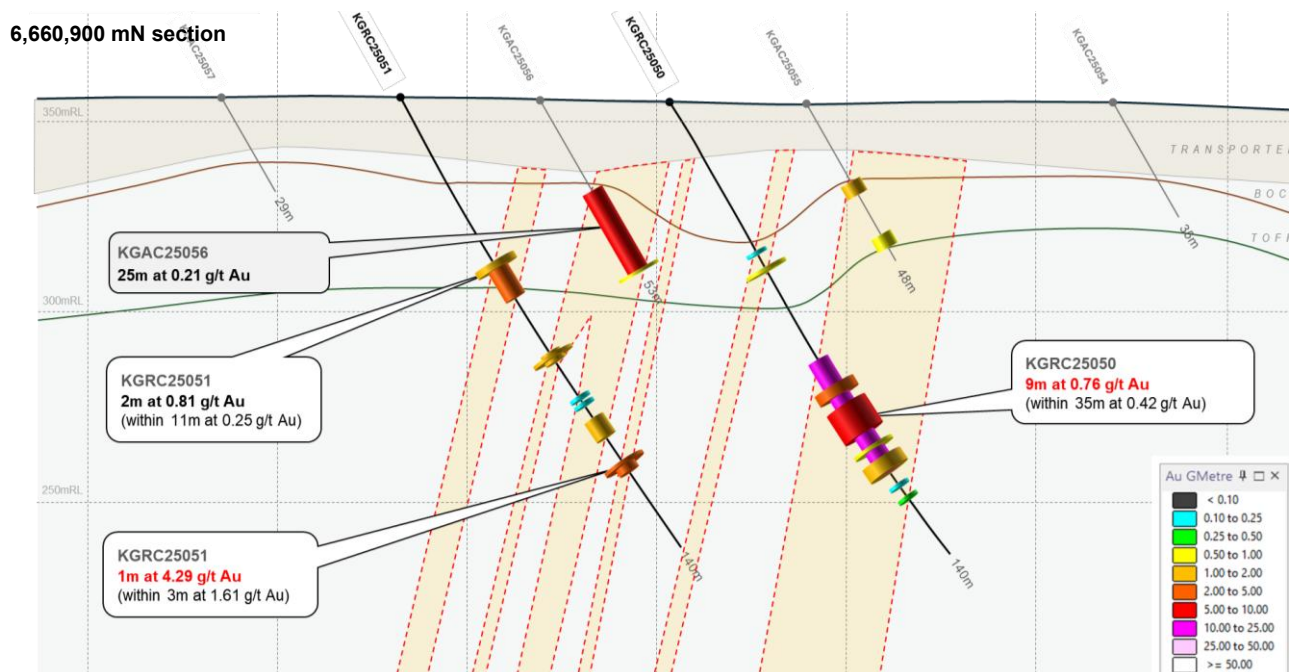 6,660,900 mN section
KGAC25057
KGRC25051
KGAC25056
KGRC25050
KGAC25055
KGAC25054
350mRL
TRANSPORTE
BOC
TOF
29m
35m
KGAC25056
25m at 0.21 g/t Au
53m
48m
300mRL
KGRC25051
2m at 0.81 g/t Au
(within 11m at 0.25 g/t Au)
KGRC25050
9m at 0.76 g/t Au
(within 35m at 0.42 g/t Au)
250mRL
KGRC25051
1m at 4.29 g/t Au
(within 3m at 1.61 g/t Au)
140m
140m
Au GMetre
< 0.10
0.10 to 0.25
0.25 to 0.50
0.50 to 1.00
1.00 to 2.00
2.00 to 5.00
5.00 to 10.00
10.00 to 25.00
25.00 to 50.00
>= 50.00